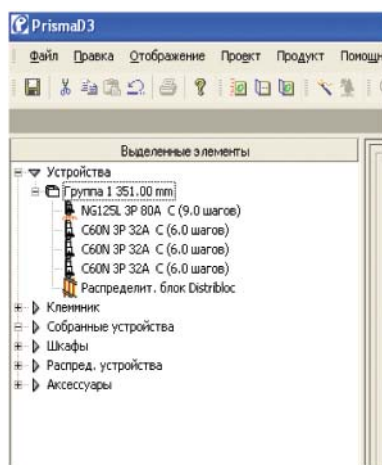 PrismaD3
Файл Правка Отображение Проект Продукт
Выделенные элементы
Устройства
Группа 1 351.00 mm
NG125L 3P 80A C (9.0 шагов)
C60N 3P 32A C (6.0 шагов)
C60N 3P 32A C (6.0 шагов)
C60N 3P 32A C (6.0 шагов)
Распределит. блок Distribloc
Клеммник
Собранные устройства
Шкафы
Распред. устройства
Аксессуары